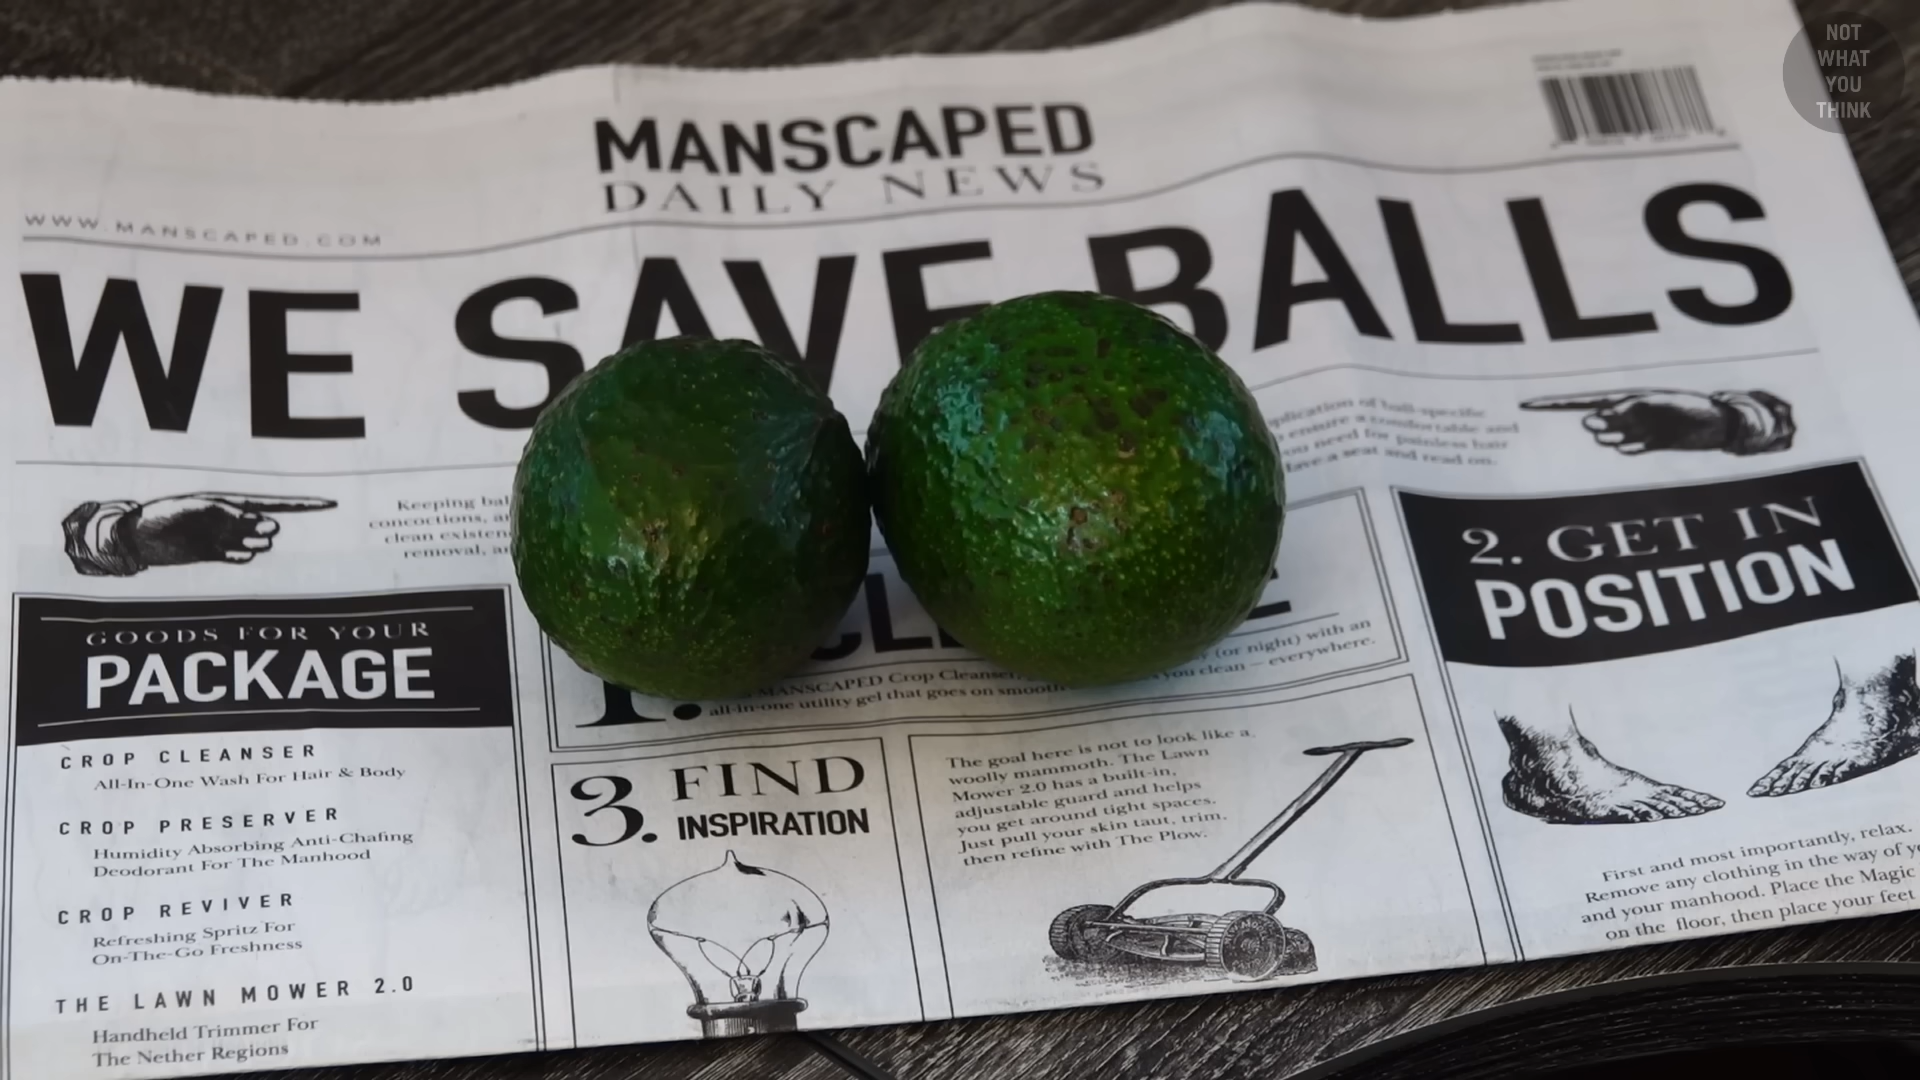 NOT
WHAT
YOU
THINK
MANSCAPED
DAILY NEWS
WWW.MANSCAPED.COM
WE SAVE BALLS
Keeping
concoctions,
clean
removal,
of ball-specific
ensure a comfortable and
you need for painless hair
have a seat and read on.
GOODS FOR YOUR
PACKAGE
CROP CLEANSER
All-In-One Wash For Hair & Body
CROP PRESERVER
Humidity Absorbing Anti-Chafing
Deodorant For The Manhood
CROP REVIVER
Refreshing Spritz For
On-The-Go Freshness
THE LAWN MOWER 2.0
Handheld Trimmer For
The Nether Regions
1.
(or night) with an
MANSCAPED Crop Cleanser,
you clean – everywhere.
all-in-one utility gel that goes on smooth
2. GET IN
POSITION
First and most importantly, relax.
Remove any clothing in the way of
and your manhood. Place the Magic
on the floor, then place your feet
3. FIND
INSPIRATION
The goal here is not to look like a
woolly mammoth. The Lawn
Mower 2.0 has a built-in,
adjustable guard and helps
you get around tight spaces.
Just pull your skin taut, trim,
then refine with The Plow.